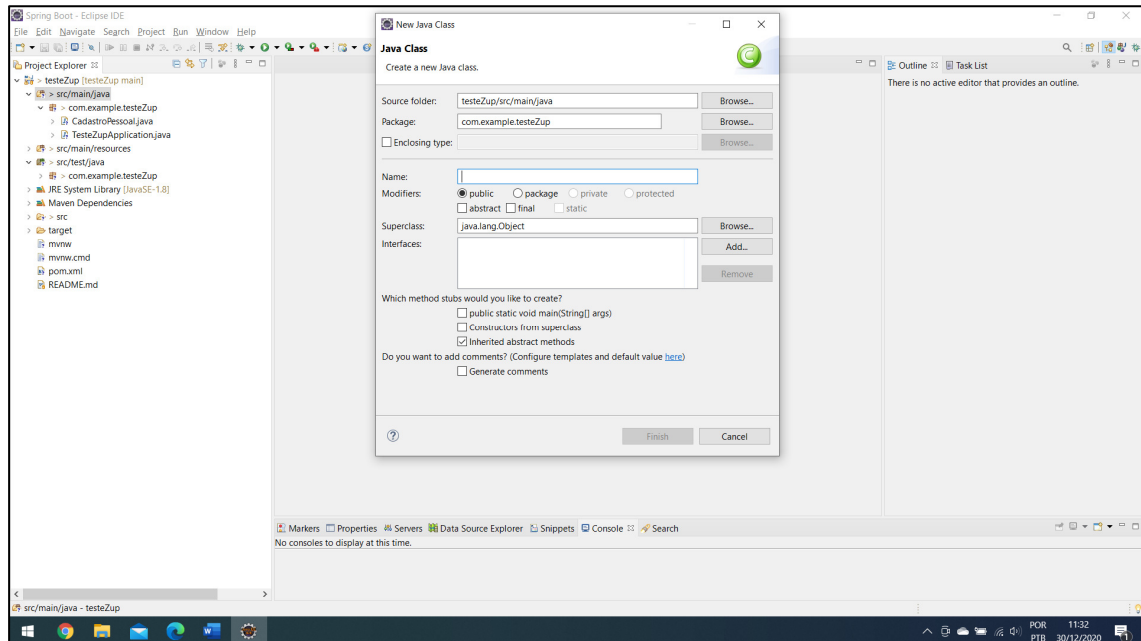 Spring Boot - Eclipse IDE
File Edit Navigate Search Project Run Window Help
Project Explorer
> testeZup [testeZup main]
> src/main/java
> com.example.testeZup
> CadastroPessoal.java
> TesteZupApplication.java
> src/main/resources
> src/test/java
> com.example.testeZup
JRE System Library [JavaSE-1.8]
Maven Dependencies
> src
target
mvnw
mvnw.cmd
pom.xml
README.md
New Java Class
Java Class
Create a new Java class.
Source folder: testeZup/src/main/java Browse...
Package: com.example.testeZup Browse...
Enclosing type: Browse...
Name:
Modifiers: public package private protected
abstract final static
Superclass: java.lang.Object Browse...
Interfaces: Add...
Remove
Which method stubs would you like to create?
public static void main(String[] args)
Constructors from superclass
Inherited abstract methods
Do you want to add comments? (Configure templates and default value here)
Generate comments
? Finish Cancel
Outline Task List
There is no active editor that provides an outline.
Markers Properties Servers Data Source Explorer Snippets Console Search
No consoles to display at this time.
src/main/java - testeZup
POR 11:32
PTB 30/12/2020